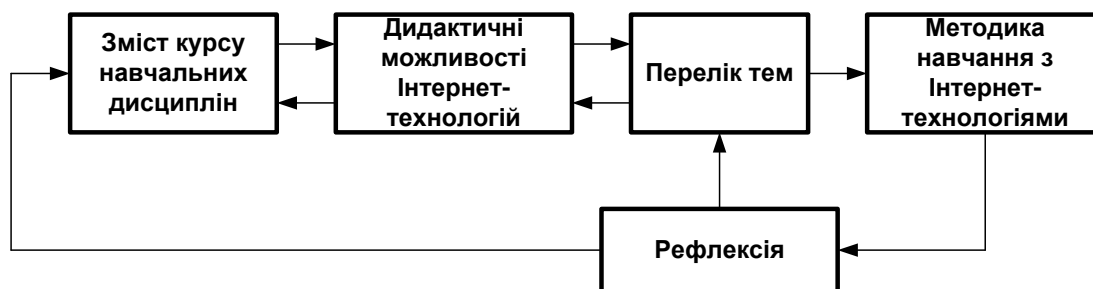 Зміст курсу
навчальних
дисциплін
Дидактичні
можливості
Інтернет-
технологій
Перелік тем
Методика
навчання з
Інтернет-
технологіями
Рефлексія